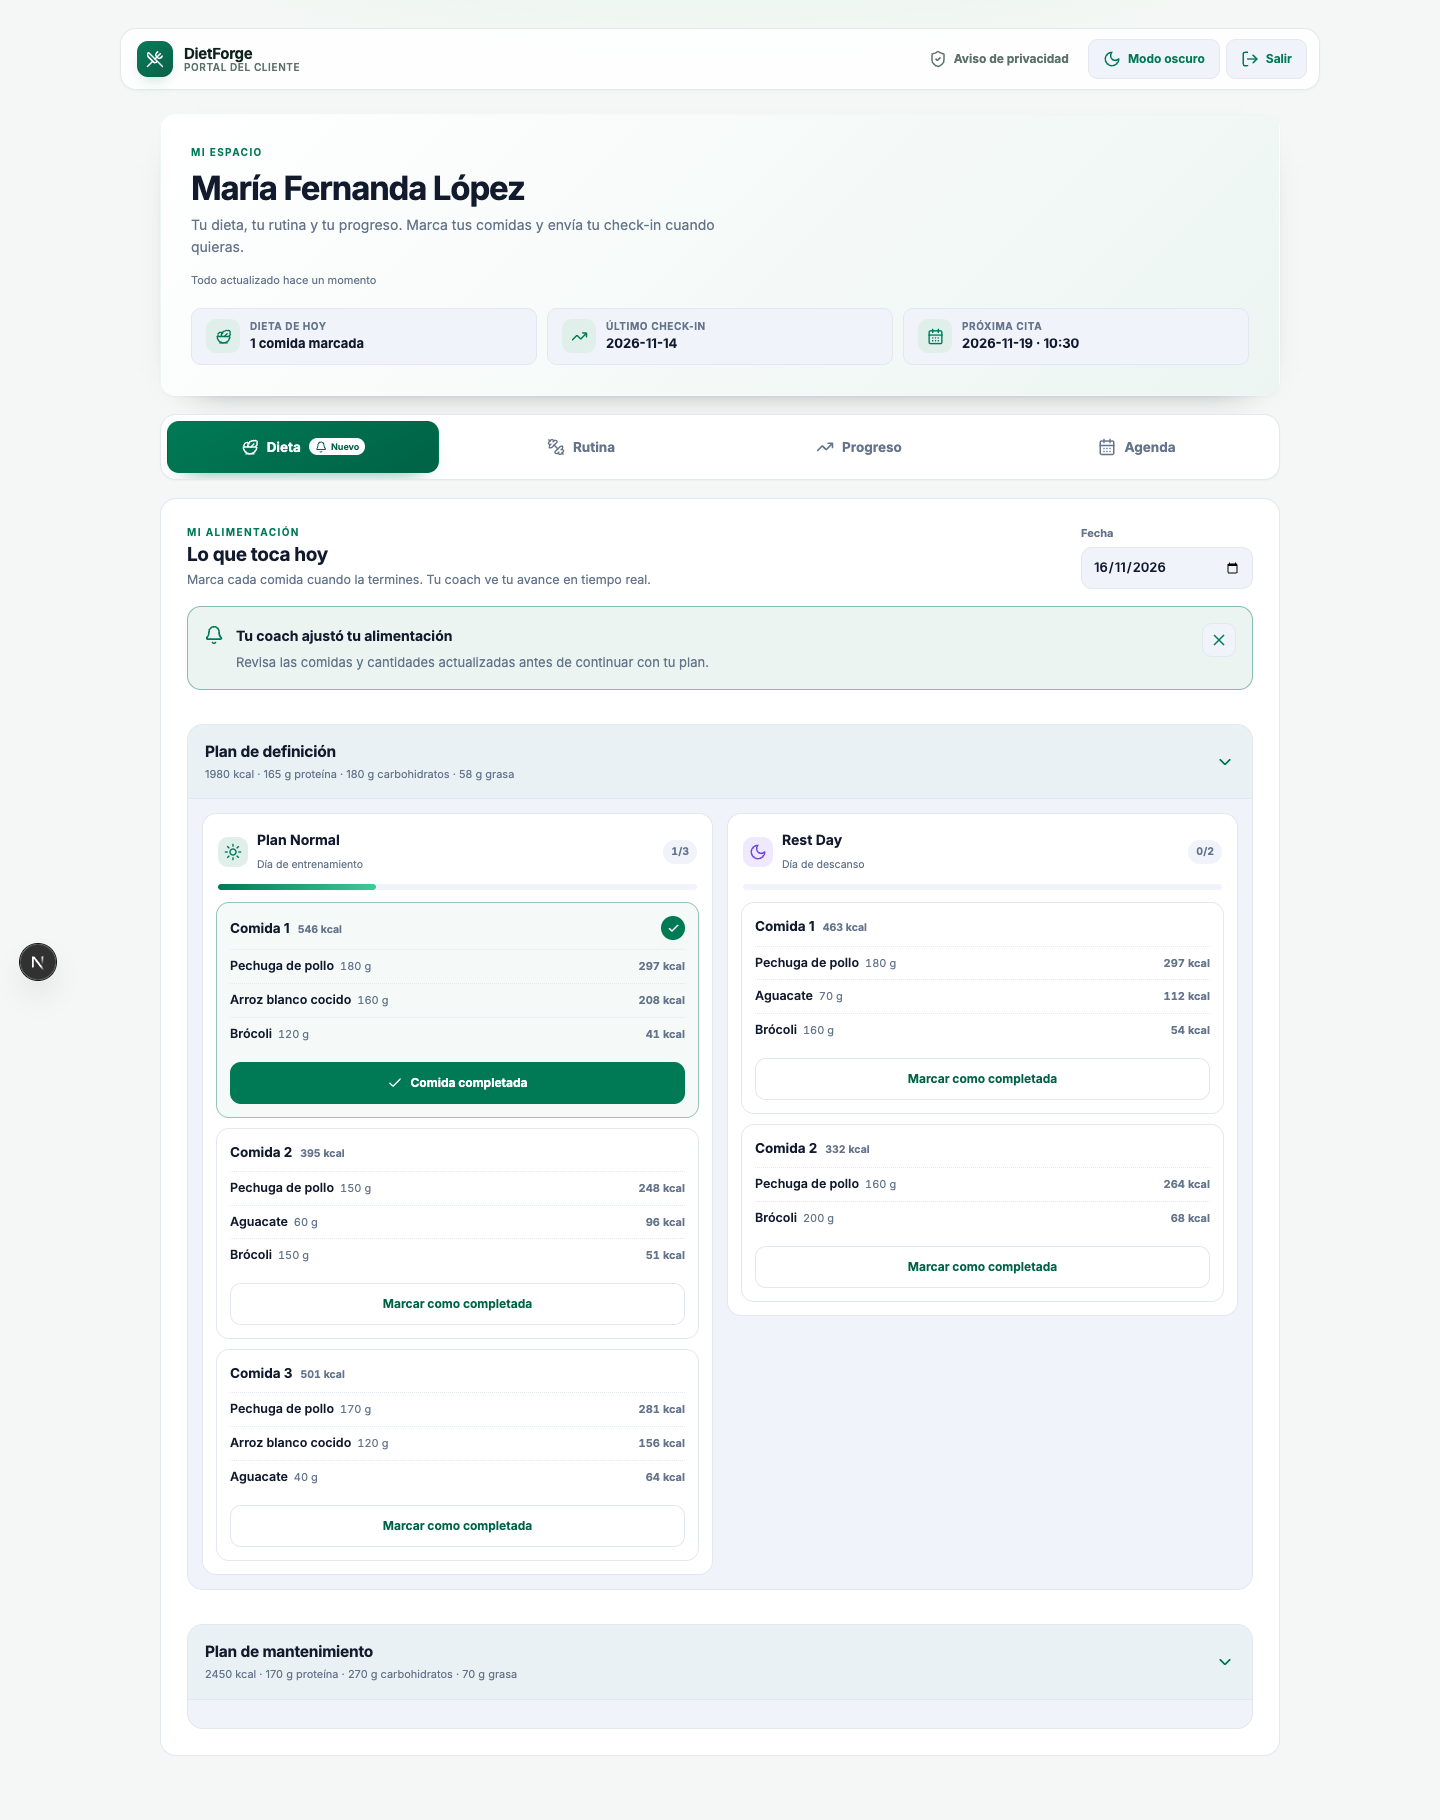 DietForge
PORTAL DEL CLIENTE
Aviso de privacidad
Modo oscuro
Salir
MI ESPACIO
María Fernanda López
Tu dieta, tu rutina y tu progreso. Marca tus comidas y envía tu check-in cuando
quieras.
Todo actualizado hace un momento
DIETA DE HOY
1 comida marcada
ÚLTIMO CHECK-IN
2026-11-14
PRÓXIMA CITA
2026-11-19 · 10:30
Dieta
Nuevo
Rutina
Progreso
Agenda
MI ALIMENTACIÓN
Lo que toca hoy
Marca cada comida cuando la termines. Tu coach ve tu avance en tiempo real.
Fecha
16/11/2026
Tu coach ajustó tu alimentación
Revisa las comidas y cantidades actualizadas antes de continuar con tu plan.
Plan de definición
1980 kcal · 165 g proteína · 180 g carbohidratos · 58 g grasa
Plan Normal
Día de entrenamiento
1/3
Comida 1 546 kcal
Pechuga de pollo 180 g 297 kcal
Arroz blanco cocido 160 g 208 kcal
Brócoli 120 g 41 kcal
Comida completada
Comida 2 395 kcal
Pechuga de pollo 150 g 248 kcal
Aguacate 60 g 96 kcal
Brócoli 150 g 51 kcal
Marcar como completada
Comida 3 501 kcal
Pechuga de pollo 170 g 281 kcal
Arroz blanco cocido 120 g 156 kcal
Aguacate 40 g 64 kcal
Marcar como completada
Rest Day
Día de descanso
0/2
Comida 1 463 kcal
Pechuga de pollo 180 g 297 kcal
Aguacate 70 g 112 kcal
Brócoli 160 g 54 kcal
Marcar como completada
Comida 2 332 kcal
Pechuga de pollo 160 g 264 kcal
Brócoli 200 g 68 kcal
Marcar como completada
Plan de mantenimiento
2450 kcal · 170 g proteína · 270 g carbohidratos · 70 g grasa
N